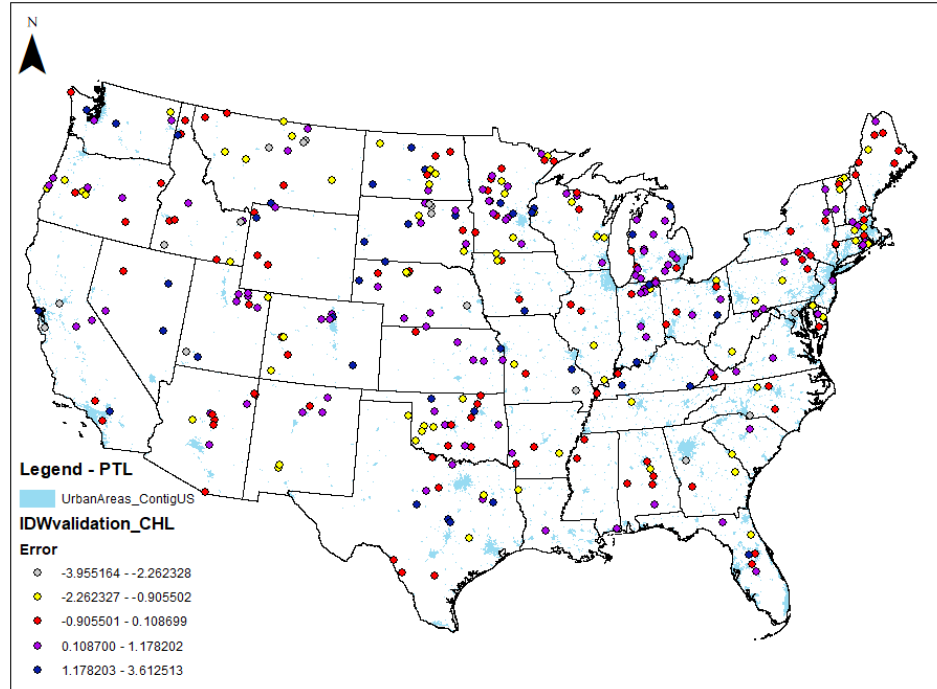 N
Legend - PTL
UrbanAreas_ContigUS
IDWvalidation_CHL
Error
-3.955164 - -2.262328
-2.262327 - -0.905502
-0.905501 - 0.108699
0.108700 - 1.178202
1.178203 - 3.612513